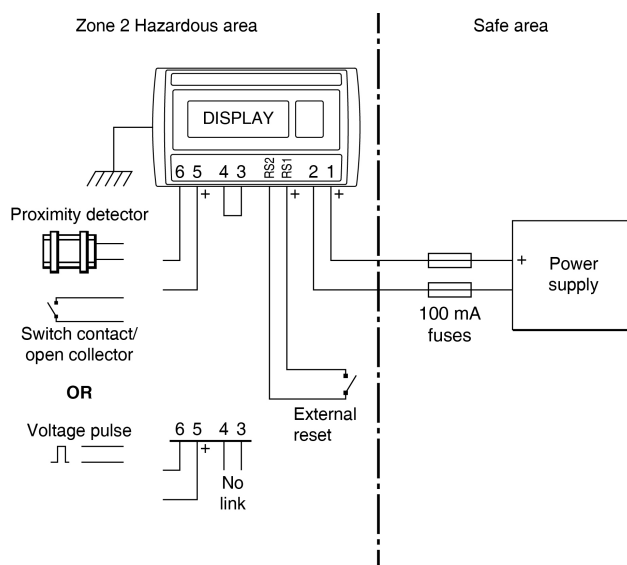 Zone 2 Hazardous area
Safe area
DISPLAY
6 5 4 3 RS2 RS1 2 1
+ + +
Proximity detector
+
Power
supply
100 mA
fuses
Switch contact/
open collector
OR
External
reset
Voltage pulse
6 5 4 3
+
No
link